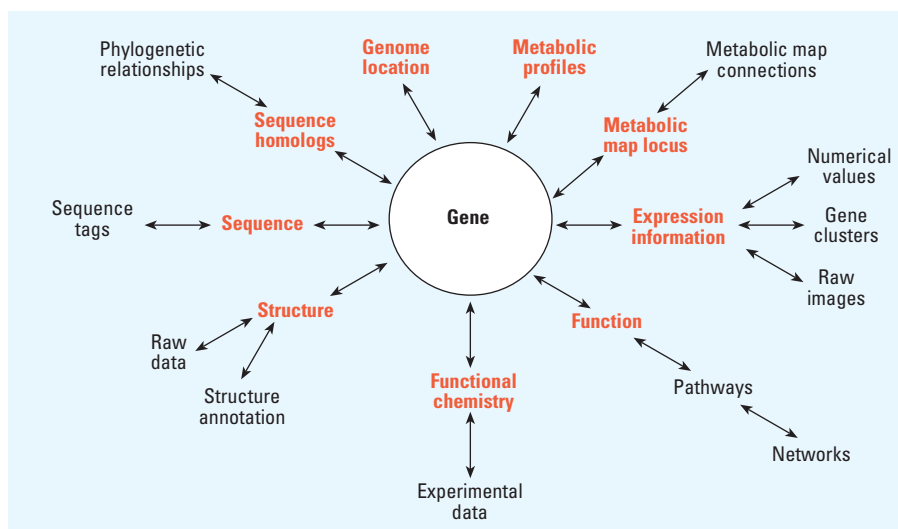 Phylogenetic
relationships
Genome
location
Metabolic
profiles
Metabolic map
connections
Sequence
homologs
Metabolic
map locus
Numerical
values
Sequence
tags
Sequence
Gene
Expression
information
Gene
clusters
Raw
images
Structure
Function
Raw
data
Structure
annotation
Functional
chemistry
Pathways
Networks
Experimental
data